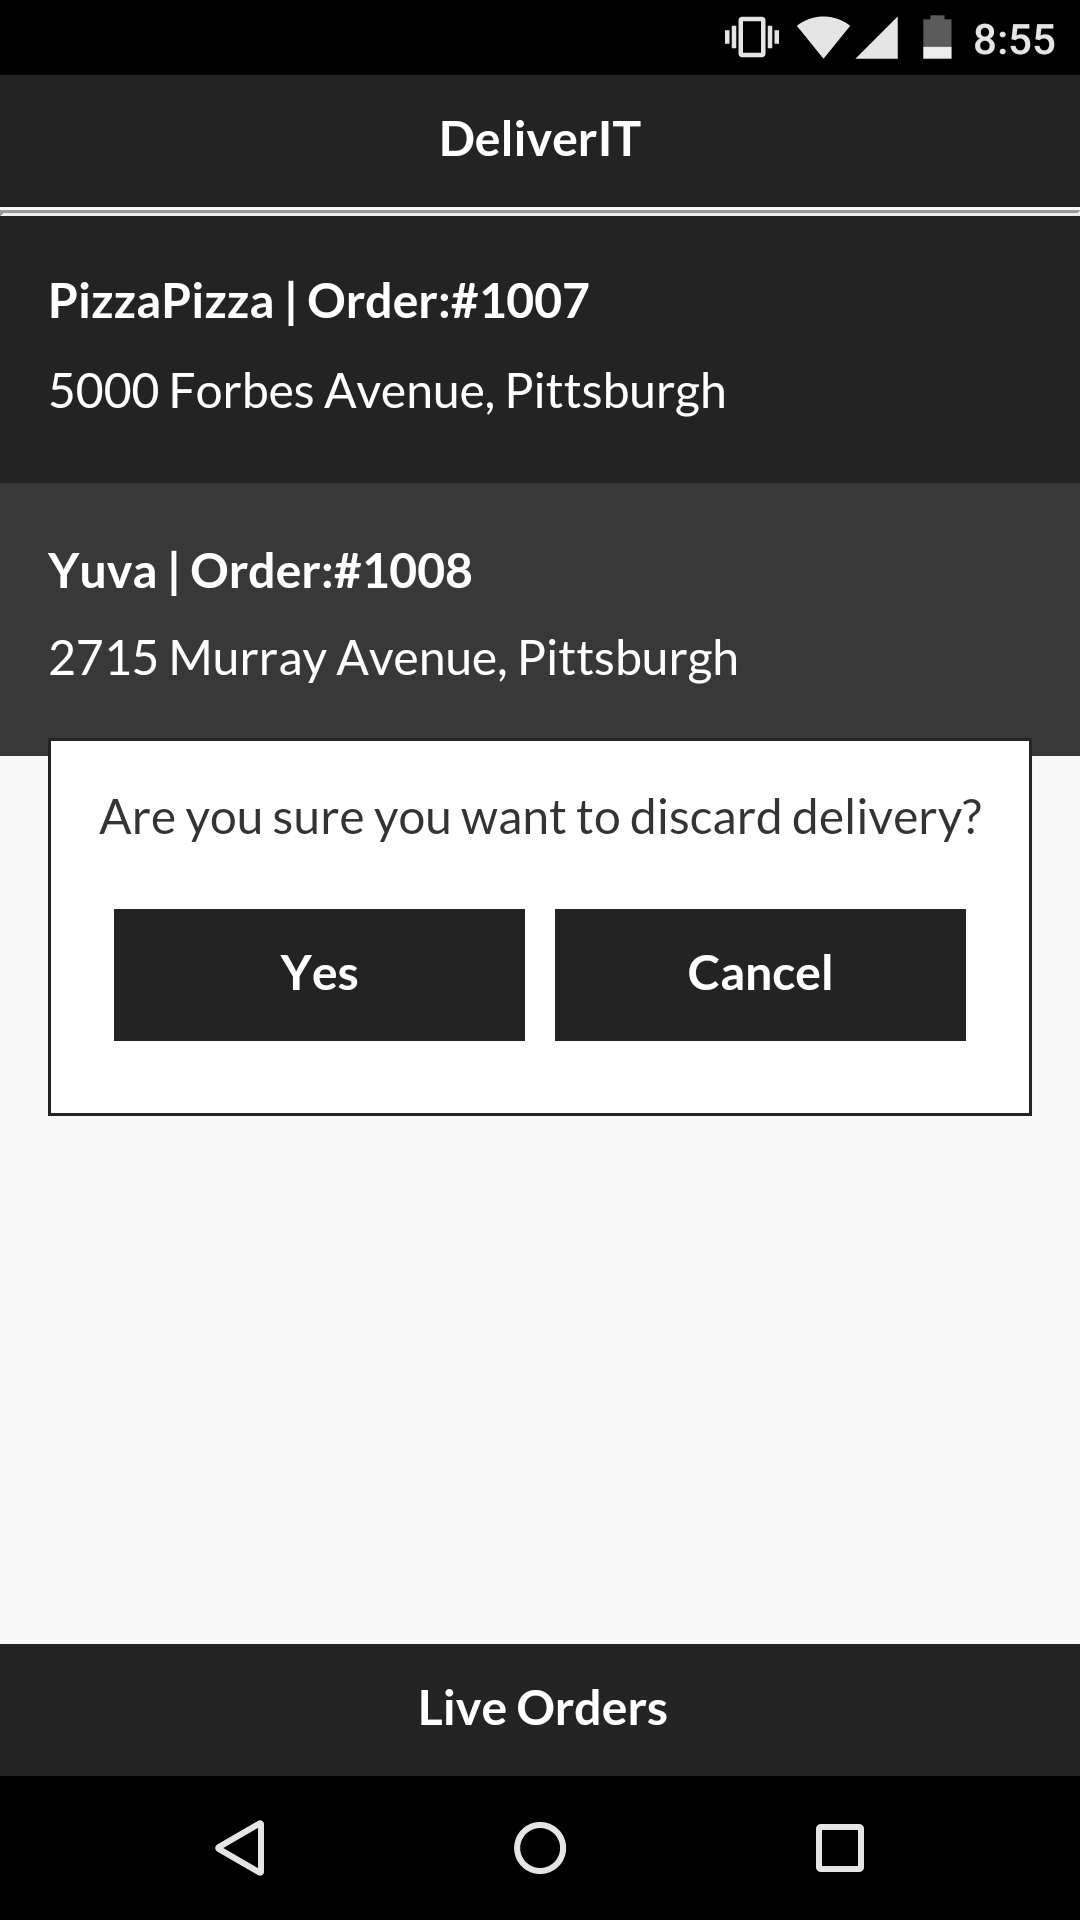 8:55
DeliverIT
PizzaPizza | Order:#1007
5000 Forbes Avenue, Pittsburgh
Yuva | Order:#1008
2715 Murray Avenue, Pittsburgh
Are you sure you want to discard delivery?
Yes Cancel
Live Orders